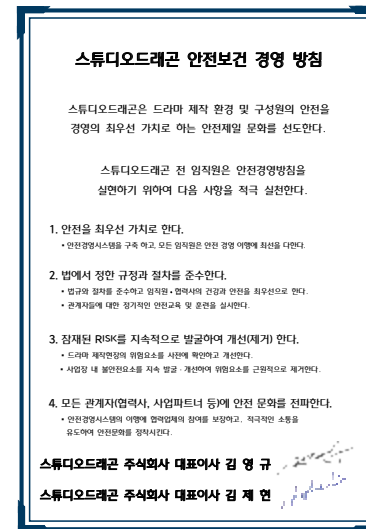 스튜디오드래곤 안전보건 경영 방침
스튜디오드래곤은 드라마 제작 환경 및 구성원의 안전을
경영의 최우선 가치로 하는 안전제일 문화를 선도한다.
스튜디오드래곤 전 임직원은 안전경영방침을
실현하기 위하여 다음 사항을 적극 실천한다.
1. 안전을 최우선 가치로 한다.
• 안전경영시스템을 구축 하고, 모든 임직원은 안전 경영 이행에 최선을 다한다.
2. 법에서 정한 규정과 절차를 준수한다.
• 법규와 절차를 준수하고 임직원 • 협력사의 건강과 안전을 최우선으로 한다.
• 관계자들에 대한 정기적인 안전교육 및 훈련을 실시한다.
3. 잠재된 RISK를 지속적으로 발굴하여 개선(제거) 한다.
• 드라마 제작현장의 위험요소를 사전에 확인하고 개선한다.
• 사업장 내 불안전요소를 지속 발굴 · 개선하여 위험요소를 근원적으로 제거한다.
4. 모든 관계자(협력사, 사업파트너 등)에 안전 문화를 전파한다.
• 안전경영시스템의 이행에 협력업체의 참여를 보장하고, 적극적인 소통을
유도하여 안전문화를 정착시킨다.
스튜디오드래곤 주식회사 대표이사 김 영 규
스튜디오드래곤 주식회사 대표이사 김 제 현